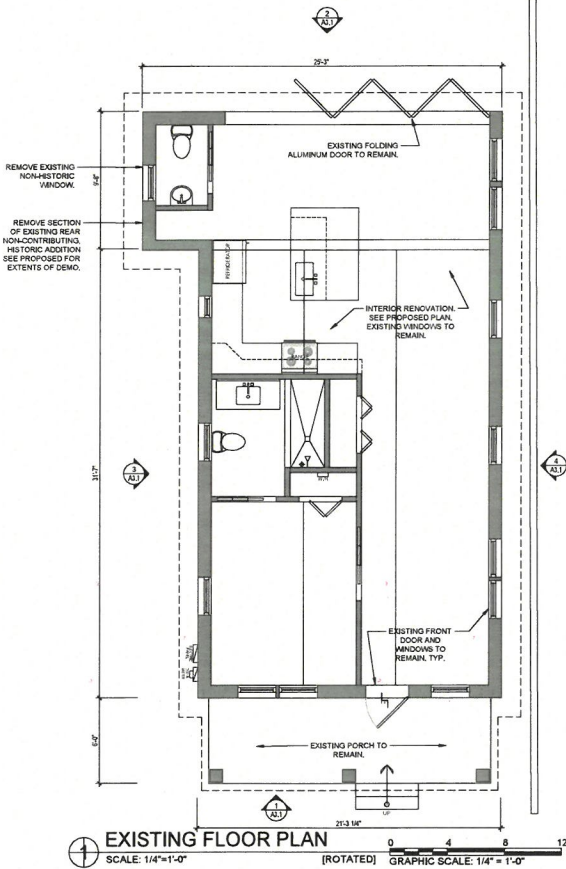 2
A3.1
25'-3"
EXISTING FOLDING
ALUMINUM DOOR TO REMAIN.
REMOVE EXISTING
NON-HISTORIC
WINDOW.
REMOVE SECTION
OF EXISTING REAR
NON-CONTRIBUTING,
HISTORIC ADDITION
SEE PROPOSED FOR
EXTENTS OF DEMO.
REFRIGERATOR
INTERIOR RENOVATION.
SEE PROPOSED PLAN.
EXISTING WINDOWS TO
REMAIN.
RANGE
3
A3.1
31'-7"
4
A3.1
EXISTING FRONT
DOOR AND
WINDOWS TO
REMAIN, TYP.
6'-0"
EXISTING PORCH TO
REMAIN.
UP
1
A3.1
21'-3 1/4"
1
EXISTING FLOOR PLAN
SCALE: 1/4"=1'-0"
[ROTATED]
0 4 8 12
GRAPHIC SCALE: 1/4" = 1'-0"